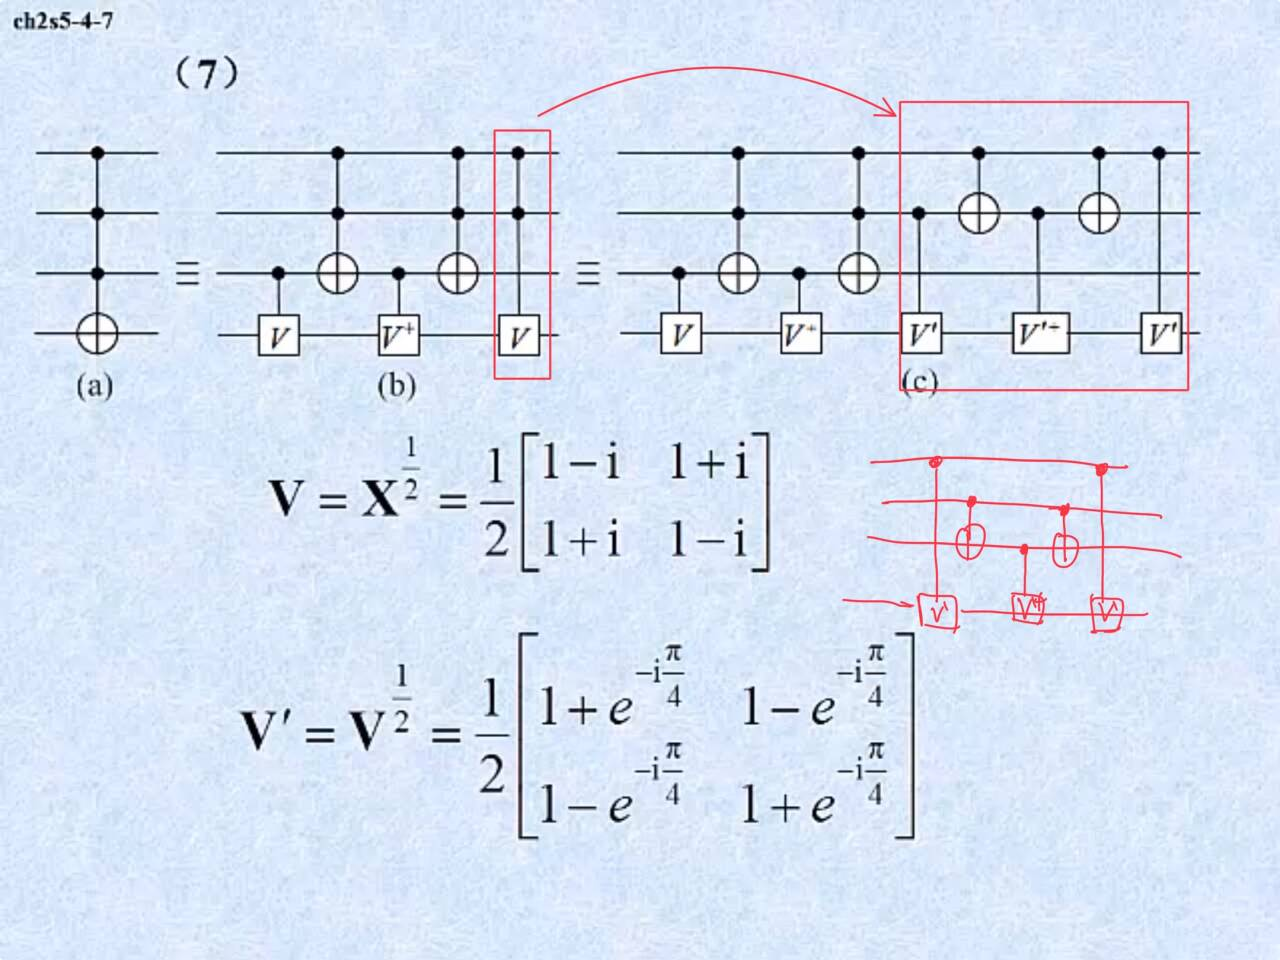 ch2s5-4-7
(7)
V V⁺ V V V⁺ V' V'⁺ V'
(a) (b) (c)
≡ ≡
V = X^{1/2} = 1/2 [1−i 1+i
1+i 1−i]
V' V'⁺ V'
V′ = V^{1/2} = 1/2 [1+e^{−iπ/4} 1−e^{−iπ/4}
1−e^{−iπ/4} 1+e^{−iπ/4}]